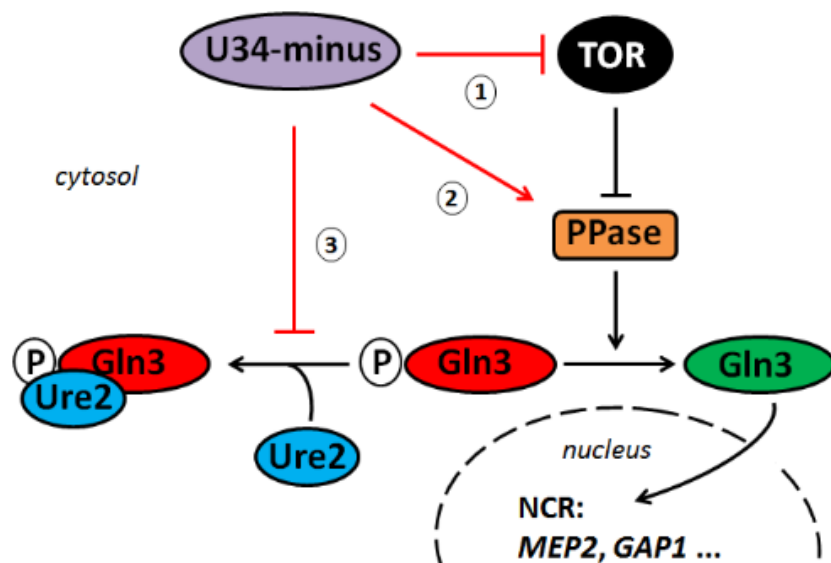 U34-minus
TOR
1
cytosol
2
PPase
3
P
Gln3
Ure2
P
Gln3
Gln3
Ure2
nucleus
NCR:
MEP2, GAP1 ...